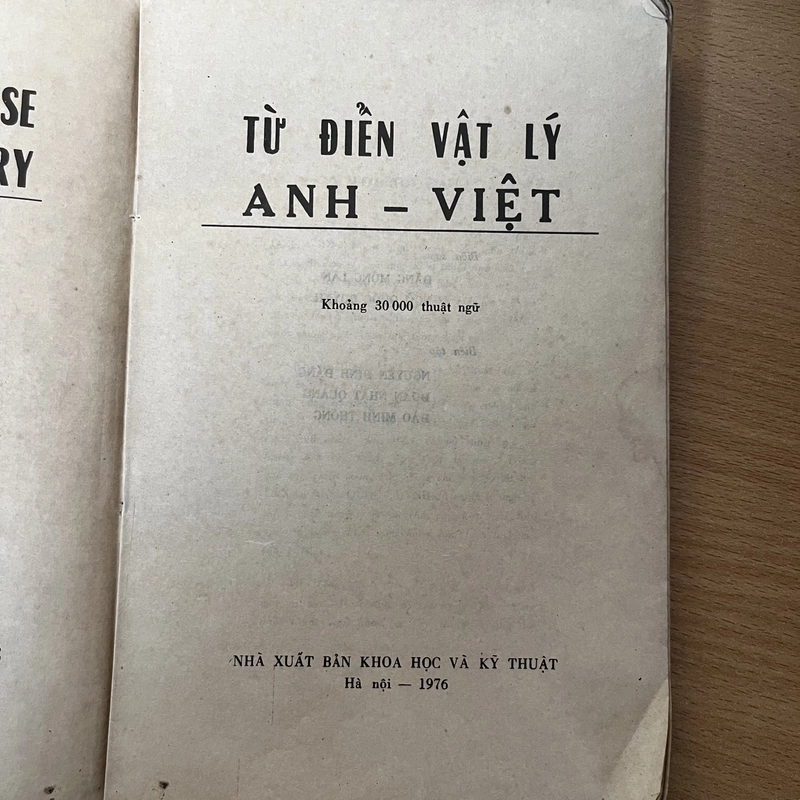 SE
RY
TỪ ĐIỂN VẬT LÝ
ANH – VIỆT
Khoảng 30 000 thuật ngữ
NHÀ XUẤT BẢN KHOA HỌC VÀ KỸ THUẬT
Hà nội — 1976